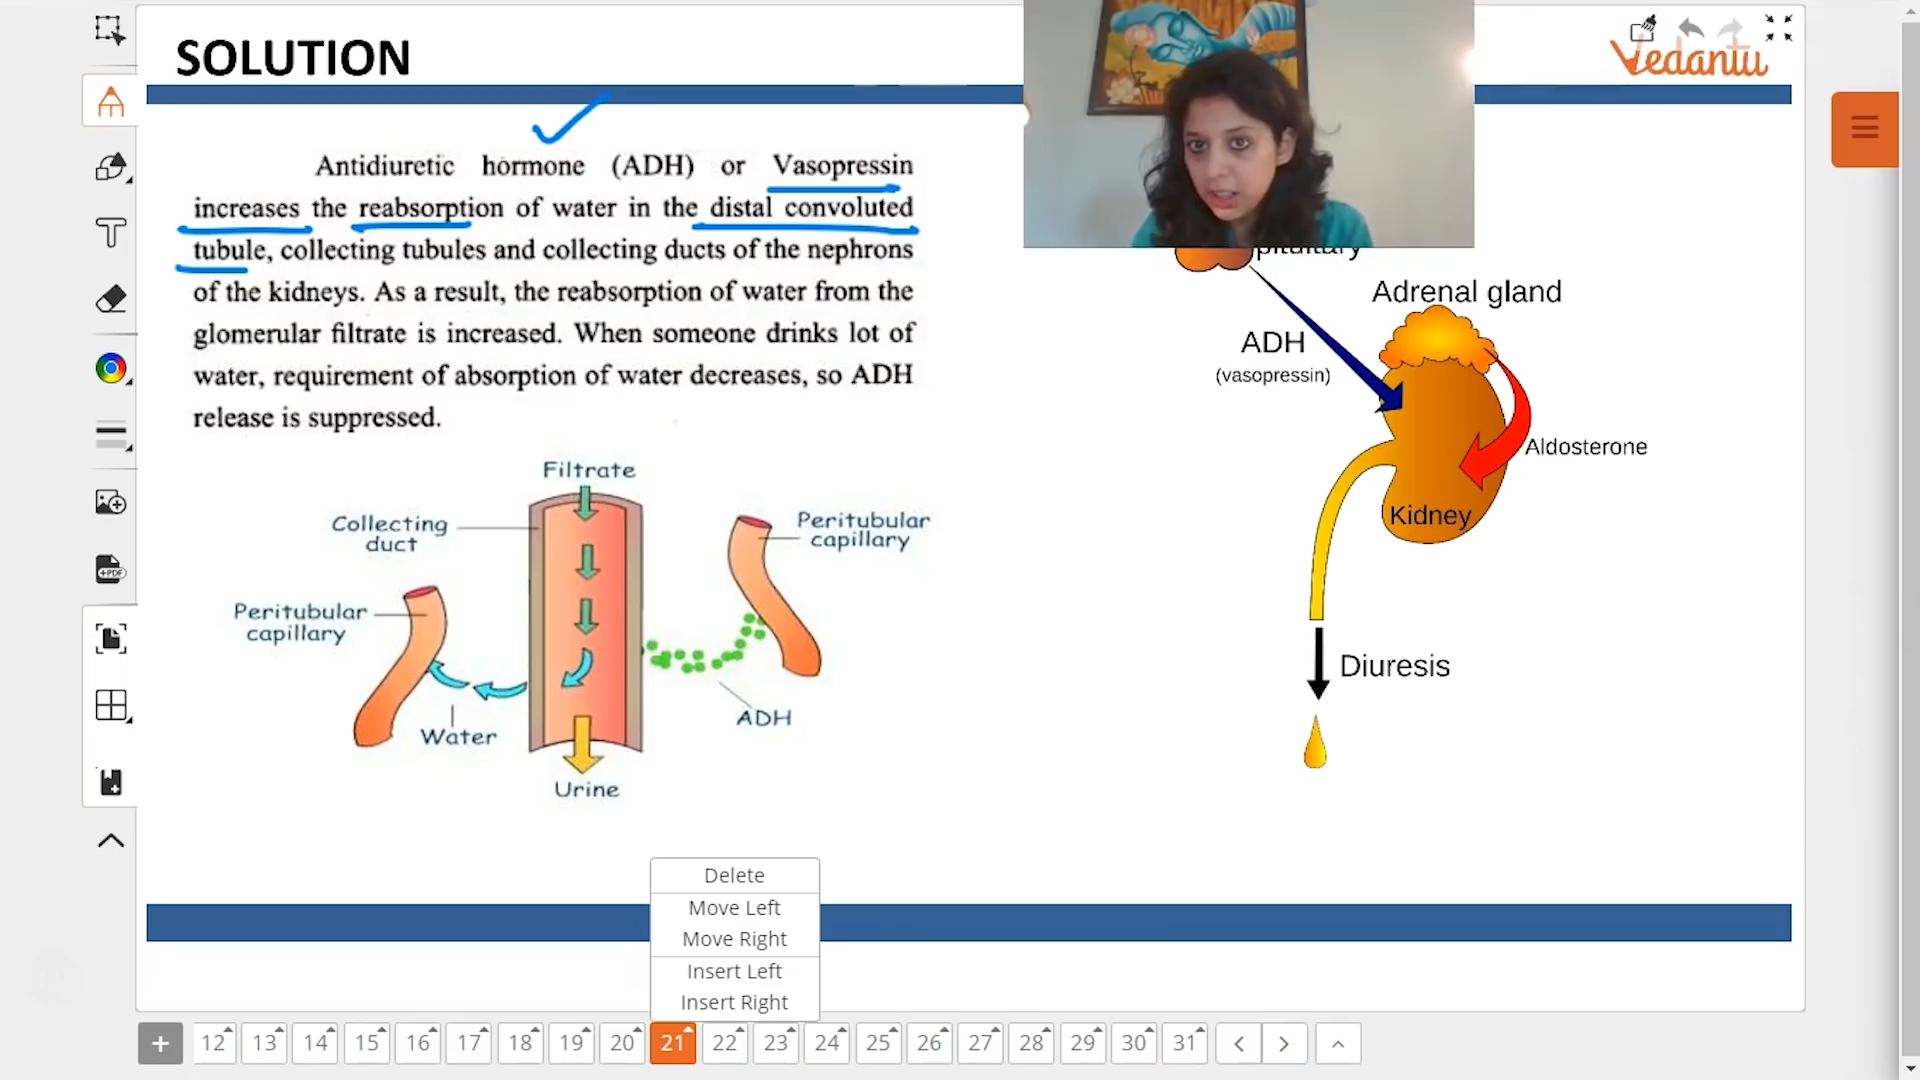 SOLUTION
Vedantu
Antidiuretic hormone (ADH) or Vasopressin
increases the reabsorption of water in the distal convoluted
tubule, collecting tubules and collecting ducts of the nephrons
of the kidneys. As a result, the reabsorption of water from the
glomerular filtrate is increased. When someone drinks lot of
water, requirement of absorption of water decreases, so ADH
release is suppressed.
Filtrate
Collecting
duct
Peritubular
capillary
Peritubular
capillary
Water
ADH
Urine
pituitary
Adrenal gland
ADH
(vasopressin)
Aldosterone
Kidney
Diuresis
T
+PDF
Delete
Move Left
Move Right
Insert Left
Insert Right
+ 12 13 14 15 16 17 18 19 20 21 22 23 24 25 26 27 28 29 30 31